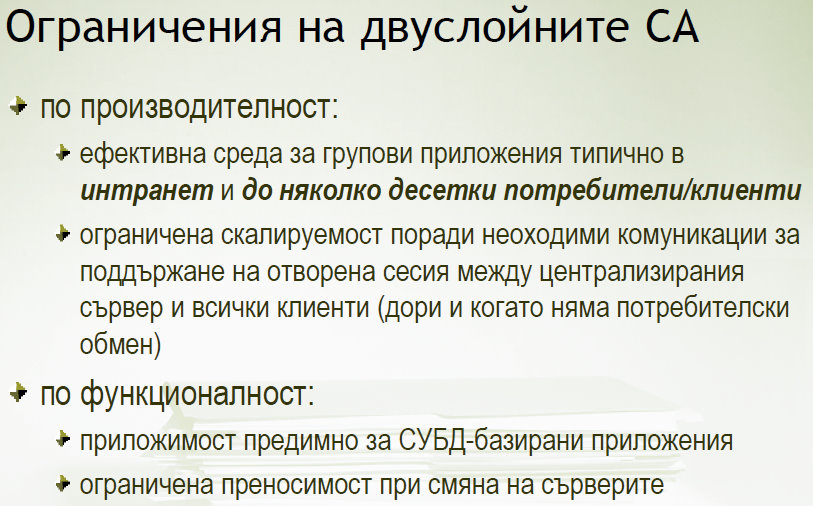 Ограничения на двуслойните СА
по производителност:
ефективна среда за групови приложения типично в
интранет и до няколко десетки потребители/клиенти
ограничена скалируемост поради неоходими комуникации за
поддържане на отворена сесия между централизирания
сървер и всички клиенти (дори и когато няма потребителски
обмен)
по функционалност:
приложимост предимно за СУБД-базирани приложения
ограничена преносимост при смяна на сърверите